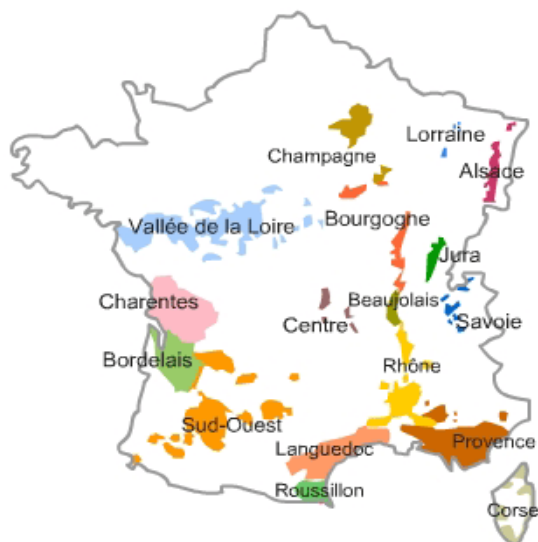 Lorraine
Champagne
Alsace
Vallée de la Loire
Bourgogne
Jura
Charentes
Beaujolais
Centre
Savoie
Bordelais
Rhône
Sud-Ouest
Languedoc
Provence
Roussillon
Corse